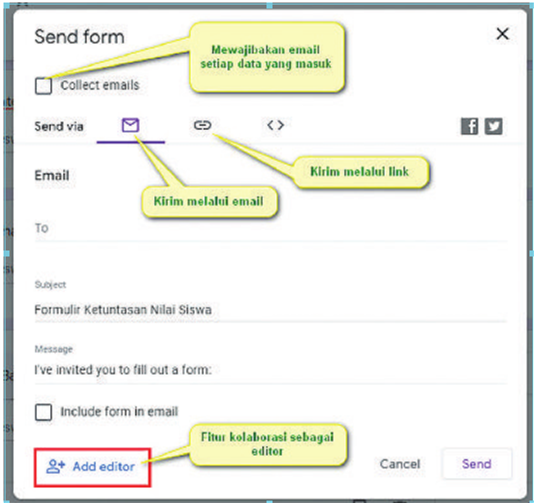 Send form
Mewajibakan email
setiap data yang masuk
Collect emails
Send via
Kirim melalui link
Email
Kirim melalui email
To
Subject
Formulir Ketuntasan Nilai Siswa
Message
I've invited you to fill out a form:
Include form in email
Fitur kolaborasi sebagai
editor
Add editor
Cancel
Send